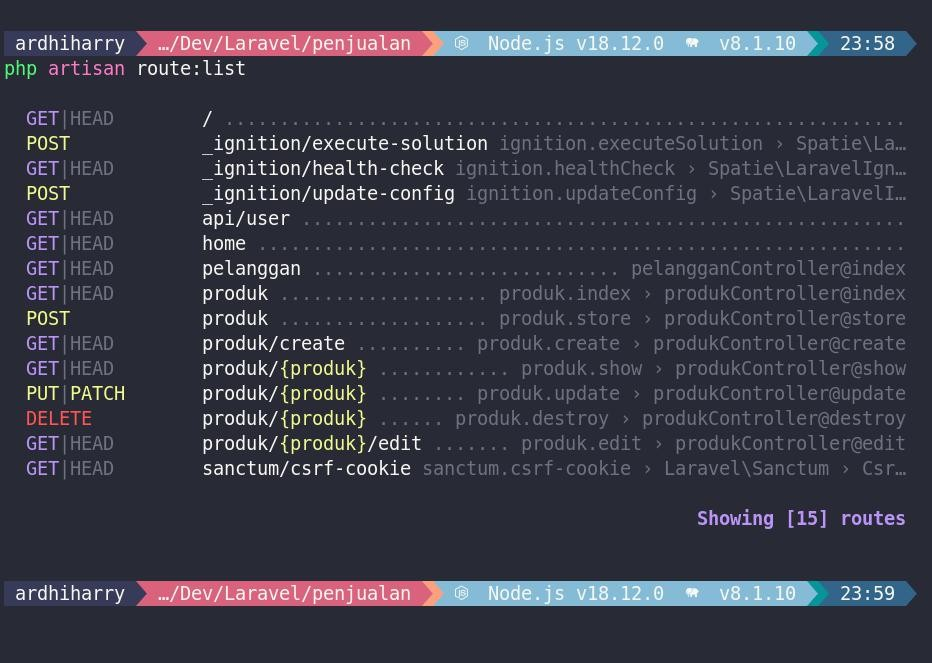 ardhiharry …/Dev/Laravel/penjualan Node.js v18.12.0 v8.1.10 23:58
php artisan route:list
GET|HEAD / ..............................................................
POST _ignition/execute-solution ignition.executeSolution › Spatie\La…
GET|HEAD _ignition/health-check ignition.healthCheck › Spatie\LaravelIgn…
POST _ignition/update-config ignition.updateConfig › Spatie\LaravelI…
GET|HEAD api/user .......................................................
GET|HEAD home ...........................................................
GET|HEAD pelanggan ............................ pelangganController@index
GET|HEAD produk ................... produk.index › produkController@index
POST produk ................... produk.store › produkController@store
GET|HEAD produk/create .......... produk.create › produkController@create
GET|HEAD produk/{produk} ............ produk.show › produkController@show
PUT|PATCH produk/{produk} ........ produk.update › produkController@update
DELETE produk/{produk} ...... produk.destroy › produkController@destroy
GET|HEAD produk/{produk}/edit ....... produk.edit › produkController@edit
GET|HEAD sanctum/csrf-cookie sanctum.csrf-cookie › Laravel\Sanctum › Csr…
Showing [15] routes
ardhiharry …/Dev/Laravel/penjualan Node.js v18.12.0 v8.1.10 23:59